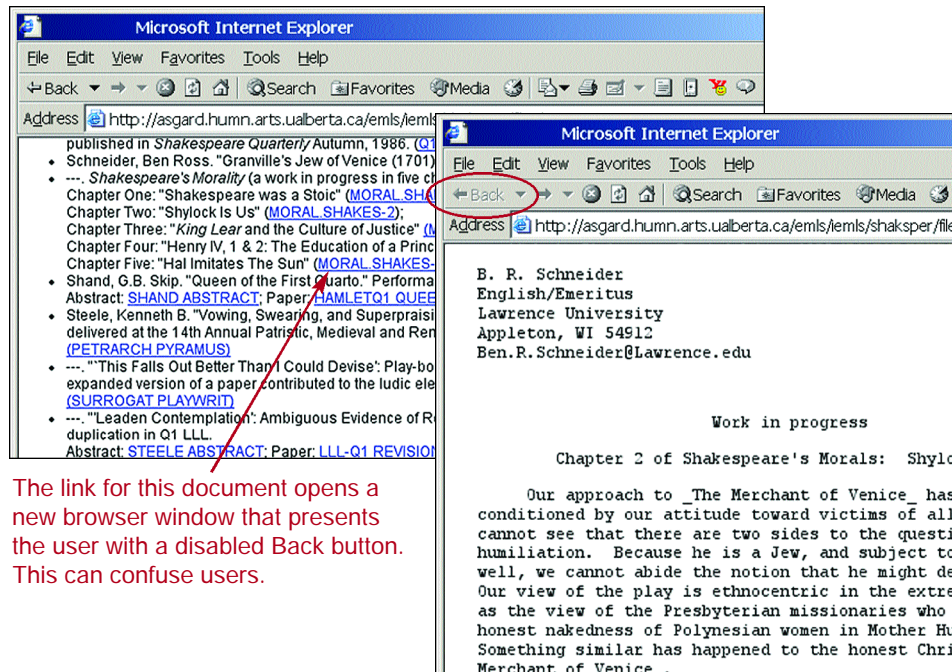 Microsoft Internet Explorer
File Edit View Favorites Tools Help
Back Search Favorites Media
Address http://asgard.humn.arts.ualberta.ca/emls/iemls
published in Shakespeare Quarterly Autumn, 1986. (Q1
Schneider, Ben Ross. "Granville's Jew of Venice (1701)
---. Shakespeare's Morality (a work in progress in five ch
Chapter One: "Shakespeare was a Stoic" (MORAL.SHA
Chapter Two: "Shylock Is Us" (MORAL.SHAKES-2);
Chapter Three: "King Lear and the Culture of Justice" (M
Chapter Four: "Henry IV, 1 & 2: The Education of a Princ
Chapter Five: "Hal Imitates The Sun" (MORAL.SHAKES-
Shand, G.B. Skip. "Queen of the First Quarto." Performa
Abstract: SHAND ABSTRACT; Paper: HAMLETQ1 QUEE
Steele, Kenneth B. "Vowing, Swearing, and Superpraisi
delivered at the 14th Annual Patristic, Medieval and Ren
(PETRARCH PYRAMUS)
---. "`This Falls Out Better Than I Could Devise': Play-bo
expanded version of a paper contributed to the ludic ele
(SURROGAT PLAYWRIT)
---. "'Leaden Contemplation': Ambiguous Evidence of Re
duplication in Q1 LLL.
Abstract: STEELE ABSTRACT; Paper: LLL-Q1 REVISION
The link for this document opens a
new browser window that presents
the user with a disabled Back button.
This can confuse users.
Microsoft Internet Explorer
File Edit View Favorites Tools Help
Back Search Favorites Media
Address http://asgard.humn.arts.ualberta.ca/emls/iemls/shaksper/file
B. R. Schneider
English/Emeritus
Lawrence University
Appleton, WI 54912
Ben.R.Schneider@Lawrence.edu
Work in progress
Chapter 2 of Shakespeare's Morals: Shylo
Our approach to _The Merchant of Venice_ has
conditioned by our attitude toward victims of all
cannot see that there are two sides to the questi
humiliation. Because he is a Jew, and subject to
well, we cannot abide the notion that he might de
Our view of the play is ethnocentric in the extre
as the view of the Presbyterian missionaries who
honest nakedness of Polynesian women in Mother Hu
Something similar has happened to the honest Chri
Merchant of Venice_.